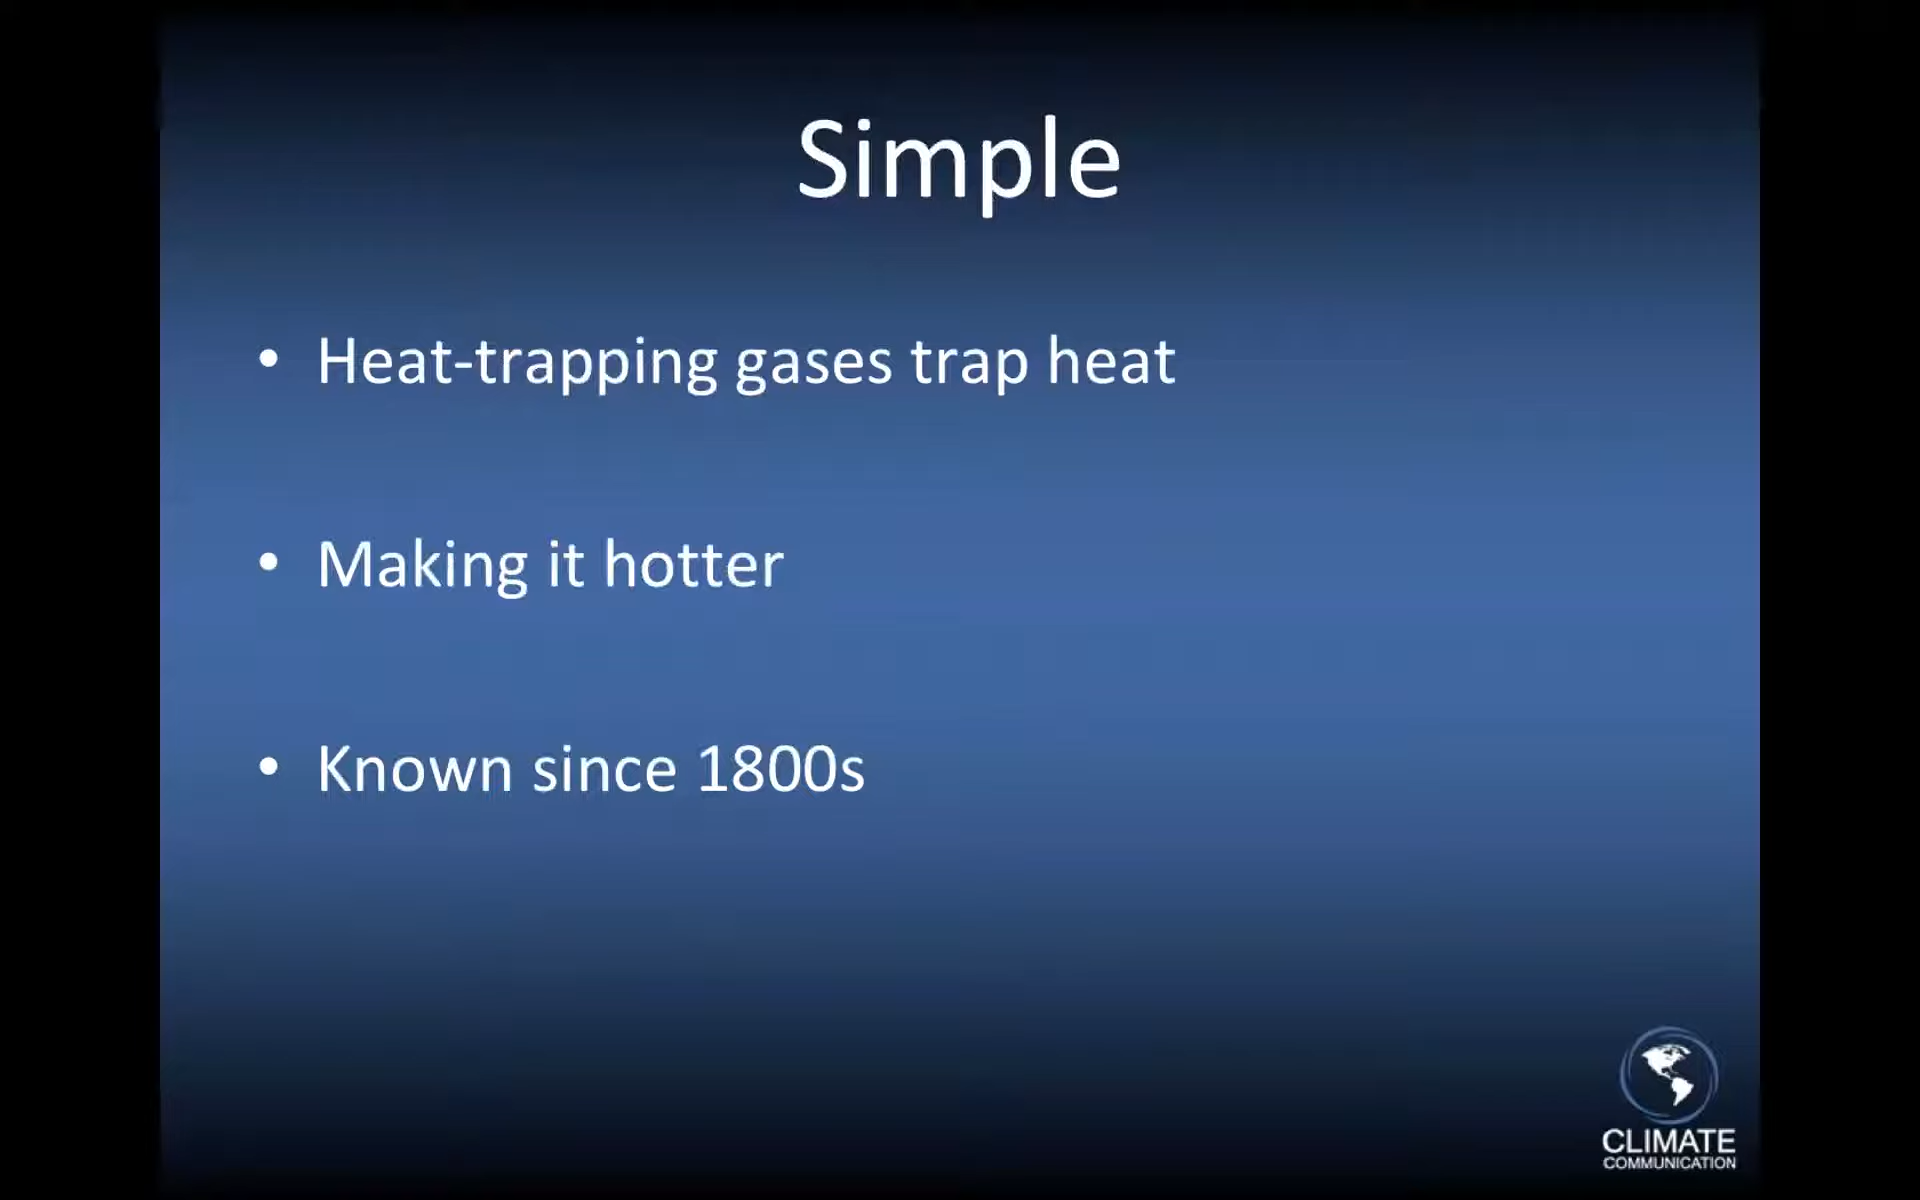 Simple
• Heat-trapping gases trap heat
• Making it hotter
• Known since 1800s
CLIMATE
COMMUNICATION